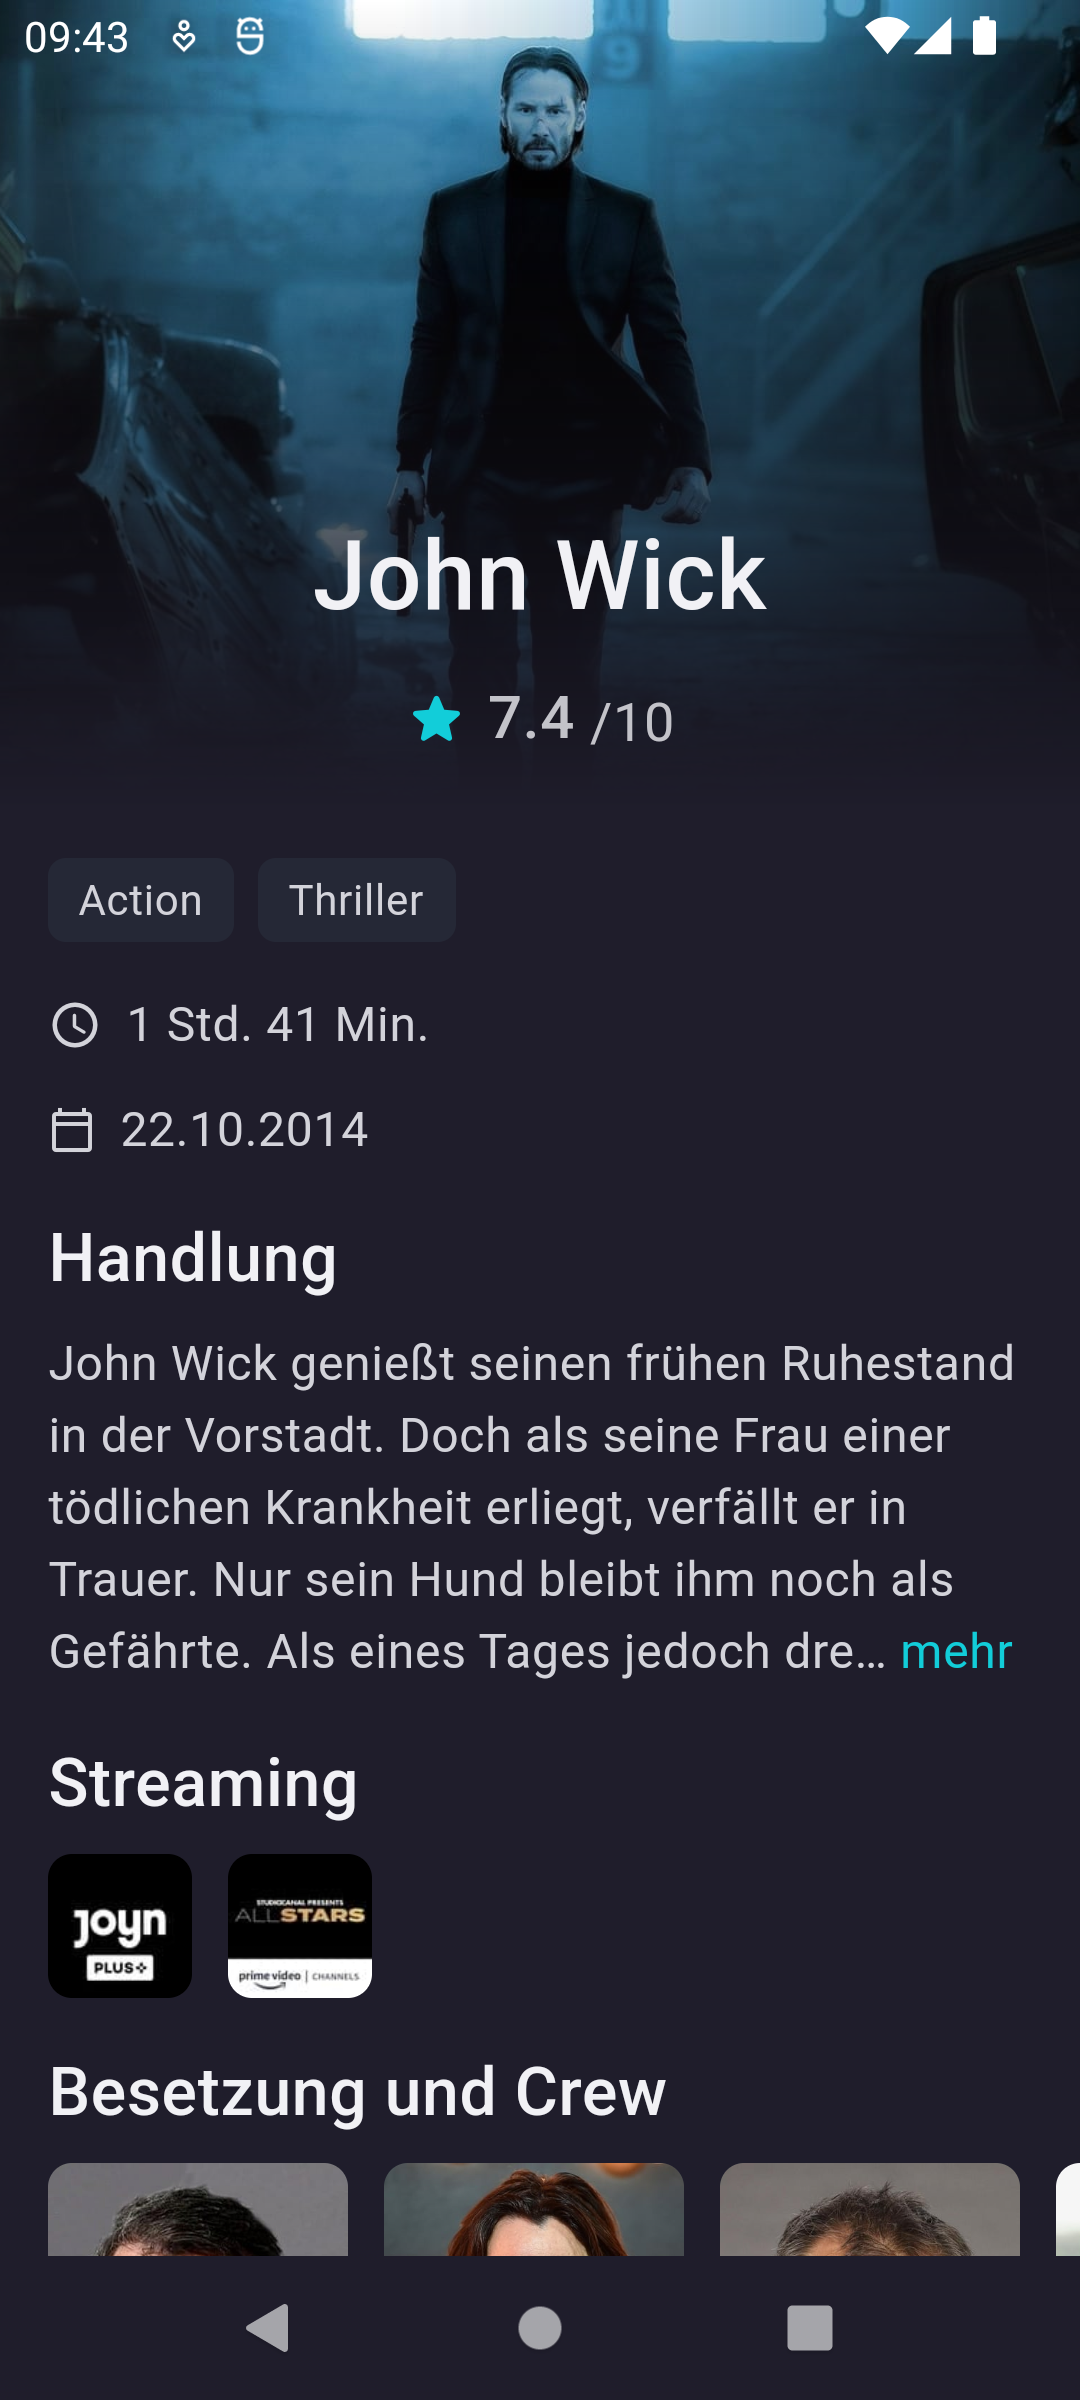 09:43
9
John Wick
7.4 /10
Action Thriller
1 Std. 41 Min.
22.10.2014
Handlung
John Wick genießt seinen frühen Ruhestand
in der Vorstadt. Doch als seine Frau einer
tödlichen Krankheit erliegt, verfällt er in
Trauer. Nur sein Hund bleibt ihm noch als
Gefährte. Als eines Tages jedoch dre… mehr
Streaming
joyn
PLUS+
STUDIOCANAL PRESENTS
ALLSTARS
prime video | CHANNELS
Besetzung und Crew